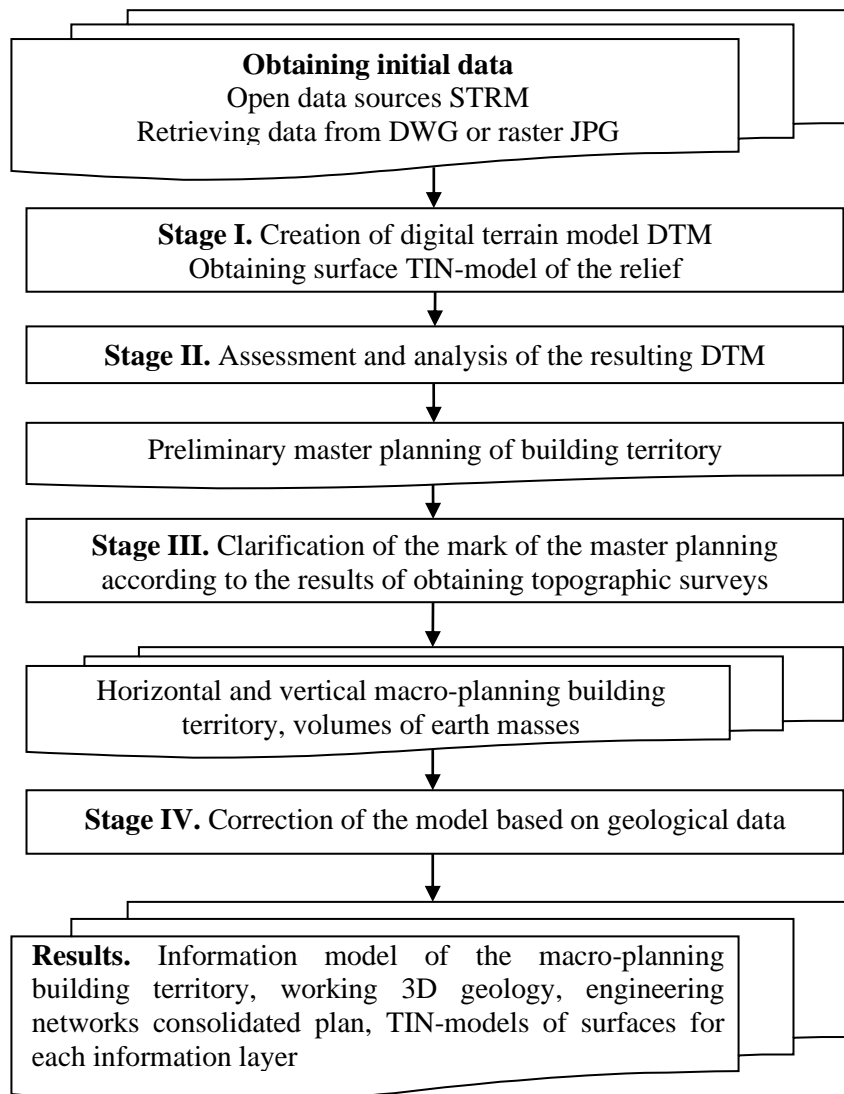 Obtaining initial data
Open data sources STRM
Retrieving data from DWG or raster JPG
Stage I. Creation of digital terrain model DTM
Obtaining surface TIN-model of the relief
Stage II. Assessment and analysis of the resulting DTM
Preliminary master planning of building territory
Stage III. Clarification of the mark of the master planning
according to the results of obtaining topographic surveys
Horizontal and vertical macro-planning building
territory, volumes of earth masses
Stage IV. Correction of the model based on geological data
Results. Information model of the macro-planning
building territory, working 3D geology, engineering
networks consolidated plan, TIN-models of surfaces for
each information layer